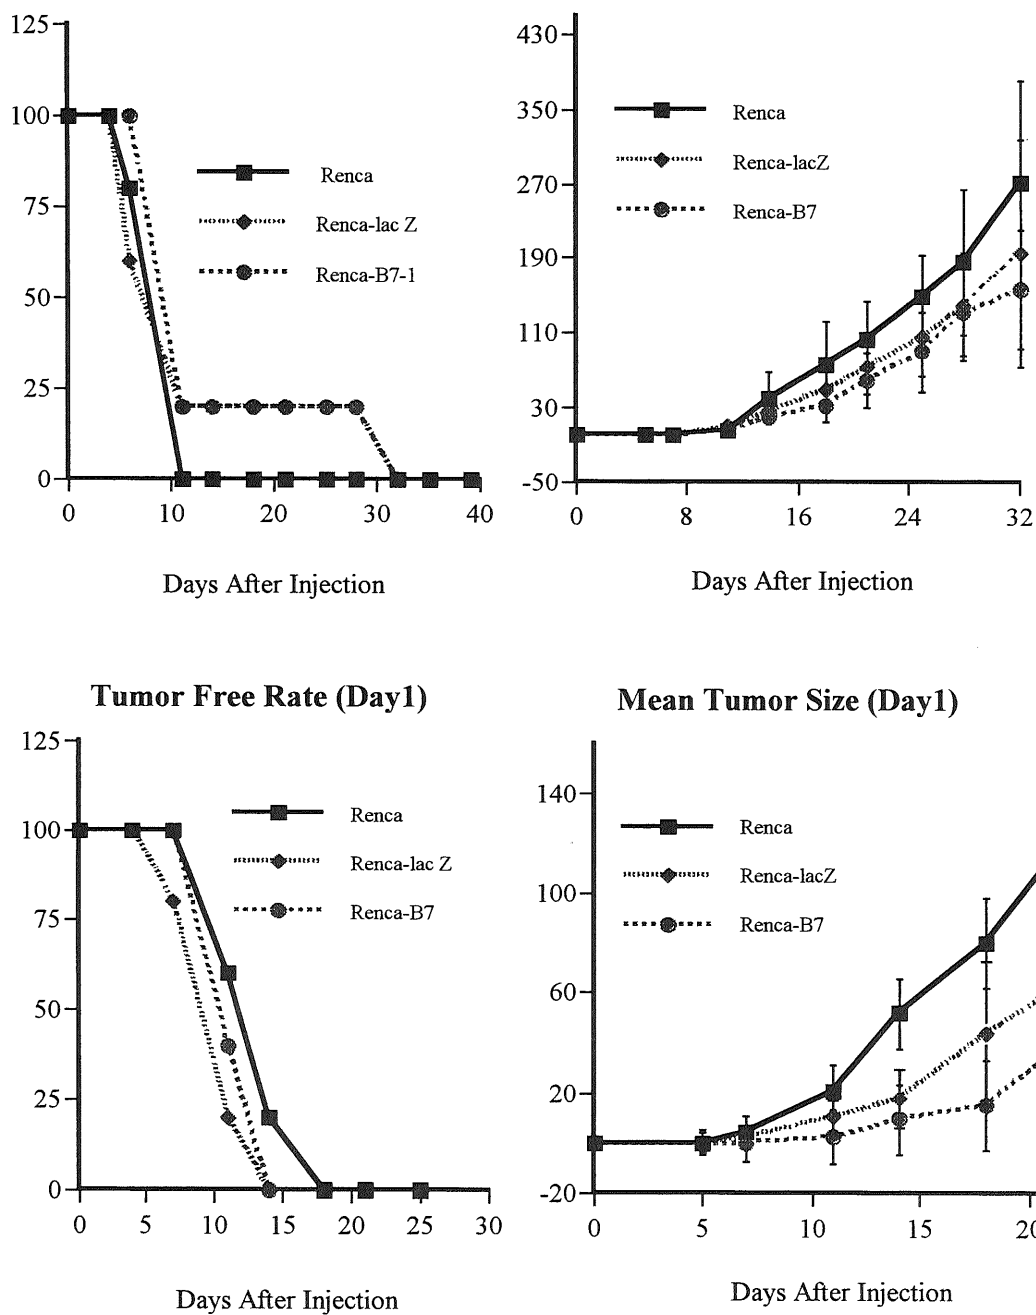 125
100
75
50
25
0
0 10 20 30 40
Renca
Renca-lac Z
Renca-B7-1
Days After Injection
430
350
270
190
110
30
-50
0 8 16 24 32
Renca
Renca-lacZ
Renca-B7
Days After Injection
Tumor Free Rate (Day1)
125
100
75
50
25
0
0 5 10 15 20 25 30
Renca
Renca-lac Z
Renca-B7
Days After Injection
Mean Tumor Size (Day1)
140
100
60
20
-20
0 5 10 15 20
Renca
Renca-lacZ
Renca-B7
Days After Injection